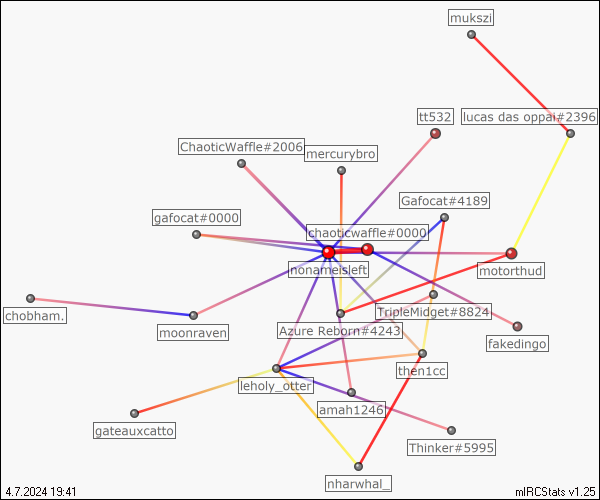 mukszi
tt532
lucas das oppai#2396
ChaoticWaffle#2006
mercurybro
Gafocat#4189
gafocat#0000
chaoticwaffle#0000
nonameisleft
motorthud
chobham.
moonraven
Azure Reborn#4243
TripleMidget#8824
fakedingo
then1cc
leholy_otter
amah1246
gateauxcatto
Thinker#5995
nharwhal_
4.7.2024 19:41
mIRCStats v1.25